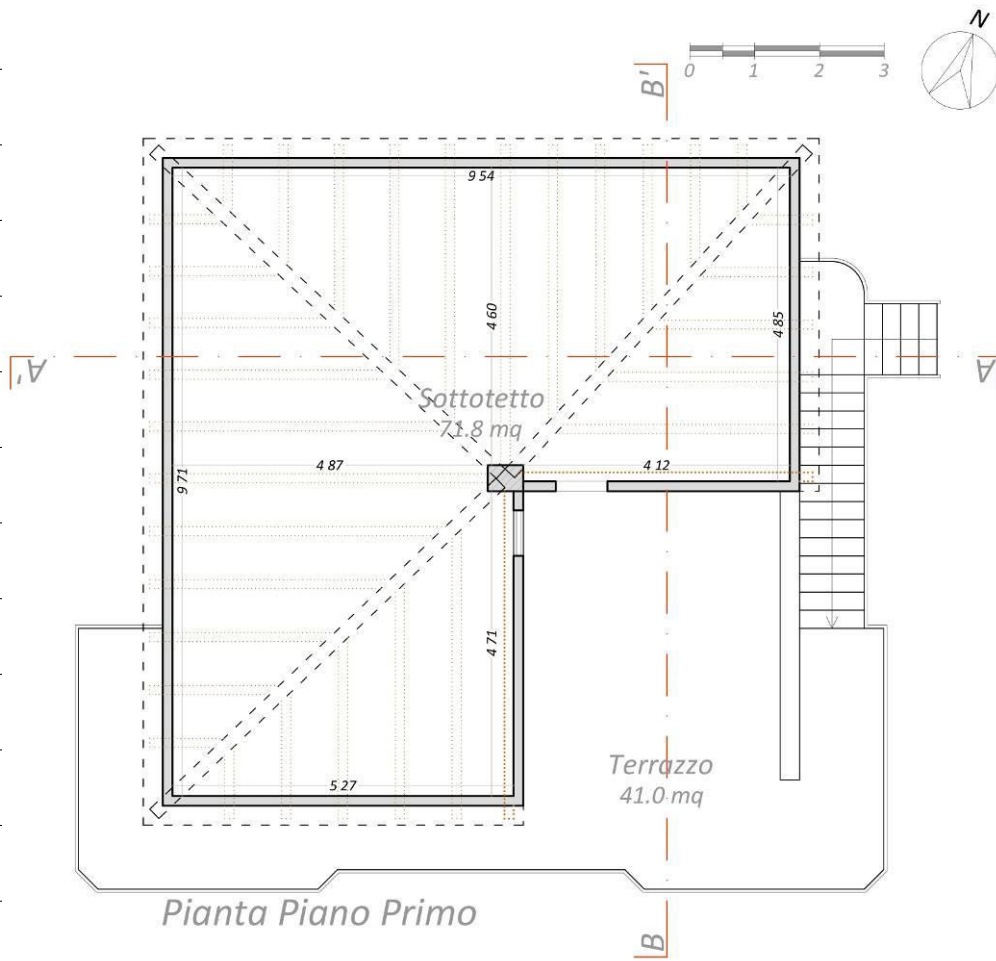 N
0 1 2 3
B'
9 54
4 60
4 85
A'
A
Sottotetto
71.8 mq
4 87
4 12
9 71
4 71
5 27
Terrazzo
41.0 mq
Pianta Piano Primo
B